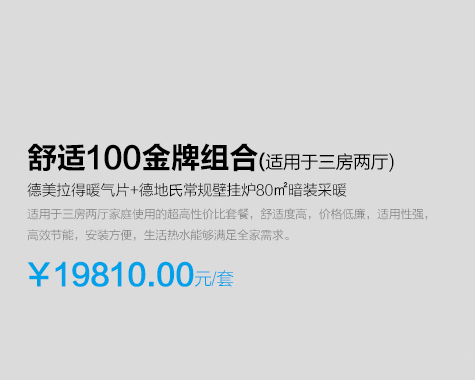 舒适100金牌组合(适用于三房两厅)
德美拉得暖气片+德地氏常规壁挂炉80㎡暗装采暖
适用于三房两厅家庭使用的超高性价比套餐，舒适度高，价格低廉，适用性强，
高效节能，安装方便，生活热水能够满足全家需求。
￥19810.00元/套